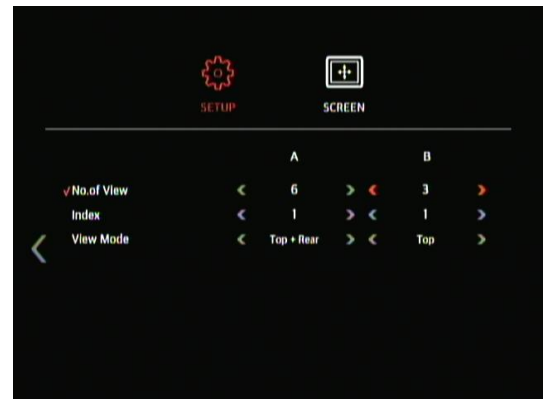 SETUP SCREEN
A B
√No.of View 6 3
Index 1 1
View Mode Top + Rear Top